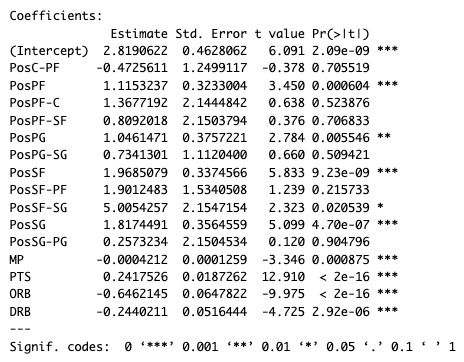 Coefficients:
Estimate Std. Error t value Pr(>|t|)
(Intercept) 2.8190622 0.4628062 6.091 2.09e-09 ***
PosC-PF -0.4725611 1.2499117 -0.378 0.705519
PosPF 1.1153237 0.3233004 3.450 0.000604 ***
PosPF-C 1.3677192 2.1444842 0.638 0.523876
PosPF-SF 0.8092018 2.1503794 0.376 0.706833
PosPG 1.0461471 0.3757221 2.784 0.005546 **
PosPG-SG 0.7341301 1.1120400 0.660 0.509421
PosSF 1.9685079 0.3374566 5.833 9.23e-09 ***
PosSF-PF 1.9012483 1.5340508 1.239 0.215733
PosSF-SG 5.0054257 2.1547154 2.323 0.020539 *
PosSG 1.8174491 0.3564559 5.099 4.70e-07 ***
PosSG-PG 0.2573234 2.1504534 0.120 0.904796
MP -0.0004212 0.0001259 -3.346 0.000875 ***
PTS 0.2417526 0.0187262 12.910 < 2e-16 ***
ORB -0.6462145 0.0647822 -9.975 < 2e-16 ***
DRB -0.2440211 0.0516444 -4.725 2.92e-06 ***
---
Signif. codes: 0 ‘***’ 0.001 ‘**’ 0.01 ‘*’ 0.05 ‘.’ 0.1 ‘ ’ 1